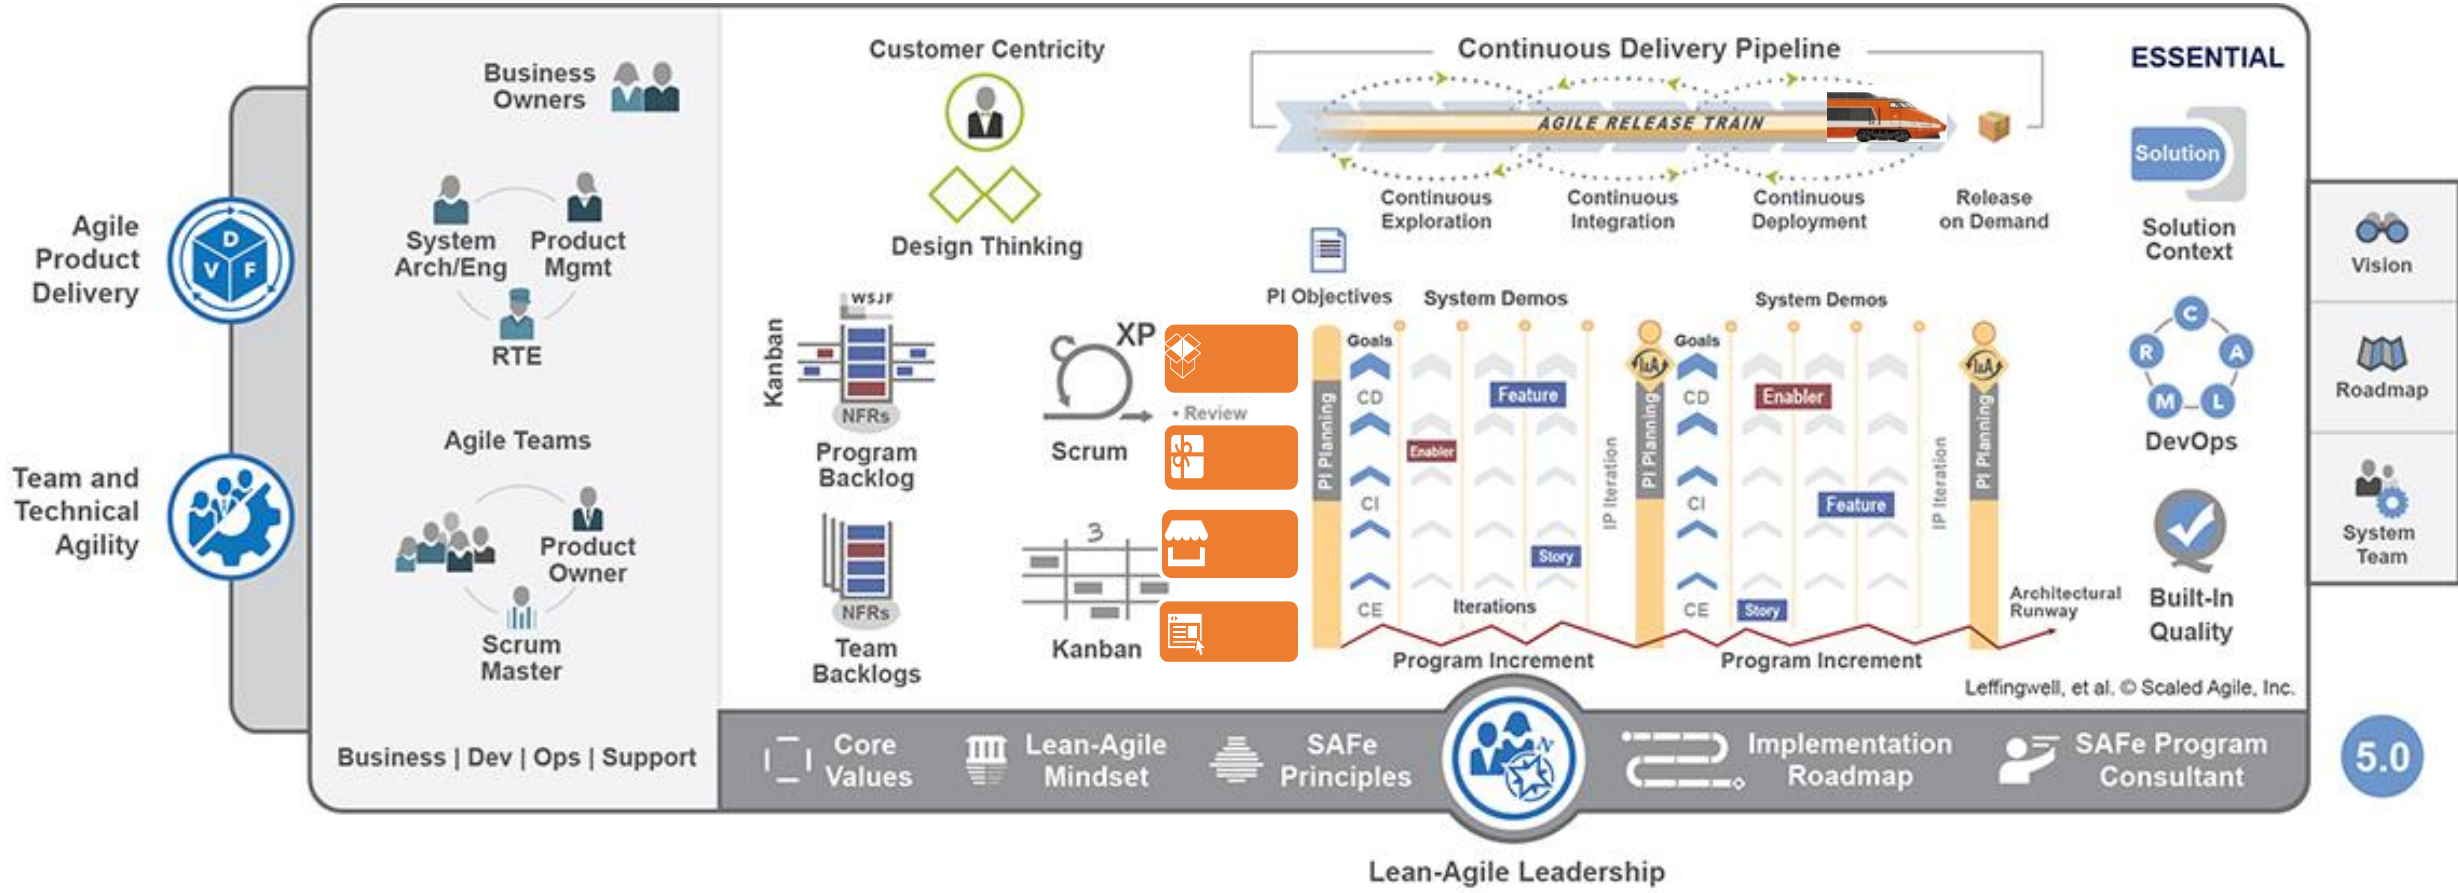 Agile
Product
Delivery
D
V F
Team and
Technical
Agility
Business
Owners
System
Arch/Eng
Product
Mgmt
RTE
Agile Teams
Product
Owner
Scrum
Master
Business | Dev | Ops | Support
Customer Centricity
Design Thinking
Kanban
WSJF
NFRs
Program
Backlog
NFRs
Team
Backlogs
XP
Scrum
• Review
3
Kanban
Continuous Delivery Pipeline
AGILE RELEASE TRAIN
Continuous
Exploration
Continuous
Integration
Continuous
Deployment
Release
on Demand
PI Objectives
System Demos
System Demos
PI Planning
Goals
CD
CI
CE
Feature
Enabler
Story
Iterations
IP Iteration
I&A
PI Planning
Goals
CD
CI
CE
Enabler
Feature
Story
IP Iteration
I&A
PI Planning
Architectural
Runway
Program Increment
Program Increment
ESSENTIAL
Solution
Solution
Context
C
R A
M L
DevOps
Built-In
Quality
Leffingwell, et al. © Scaled Agile, Inc.
Vision
Roadmap
System
Team
Core
Values
Lean-Agile
Mindset
SAFe
Principles
N
Implementation
Roadmap
SAFe Program
Consultant
5.0
Lean-Agile Leadership